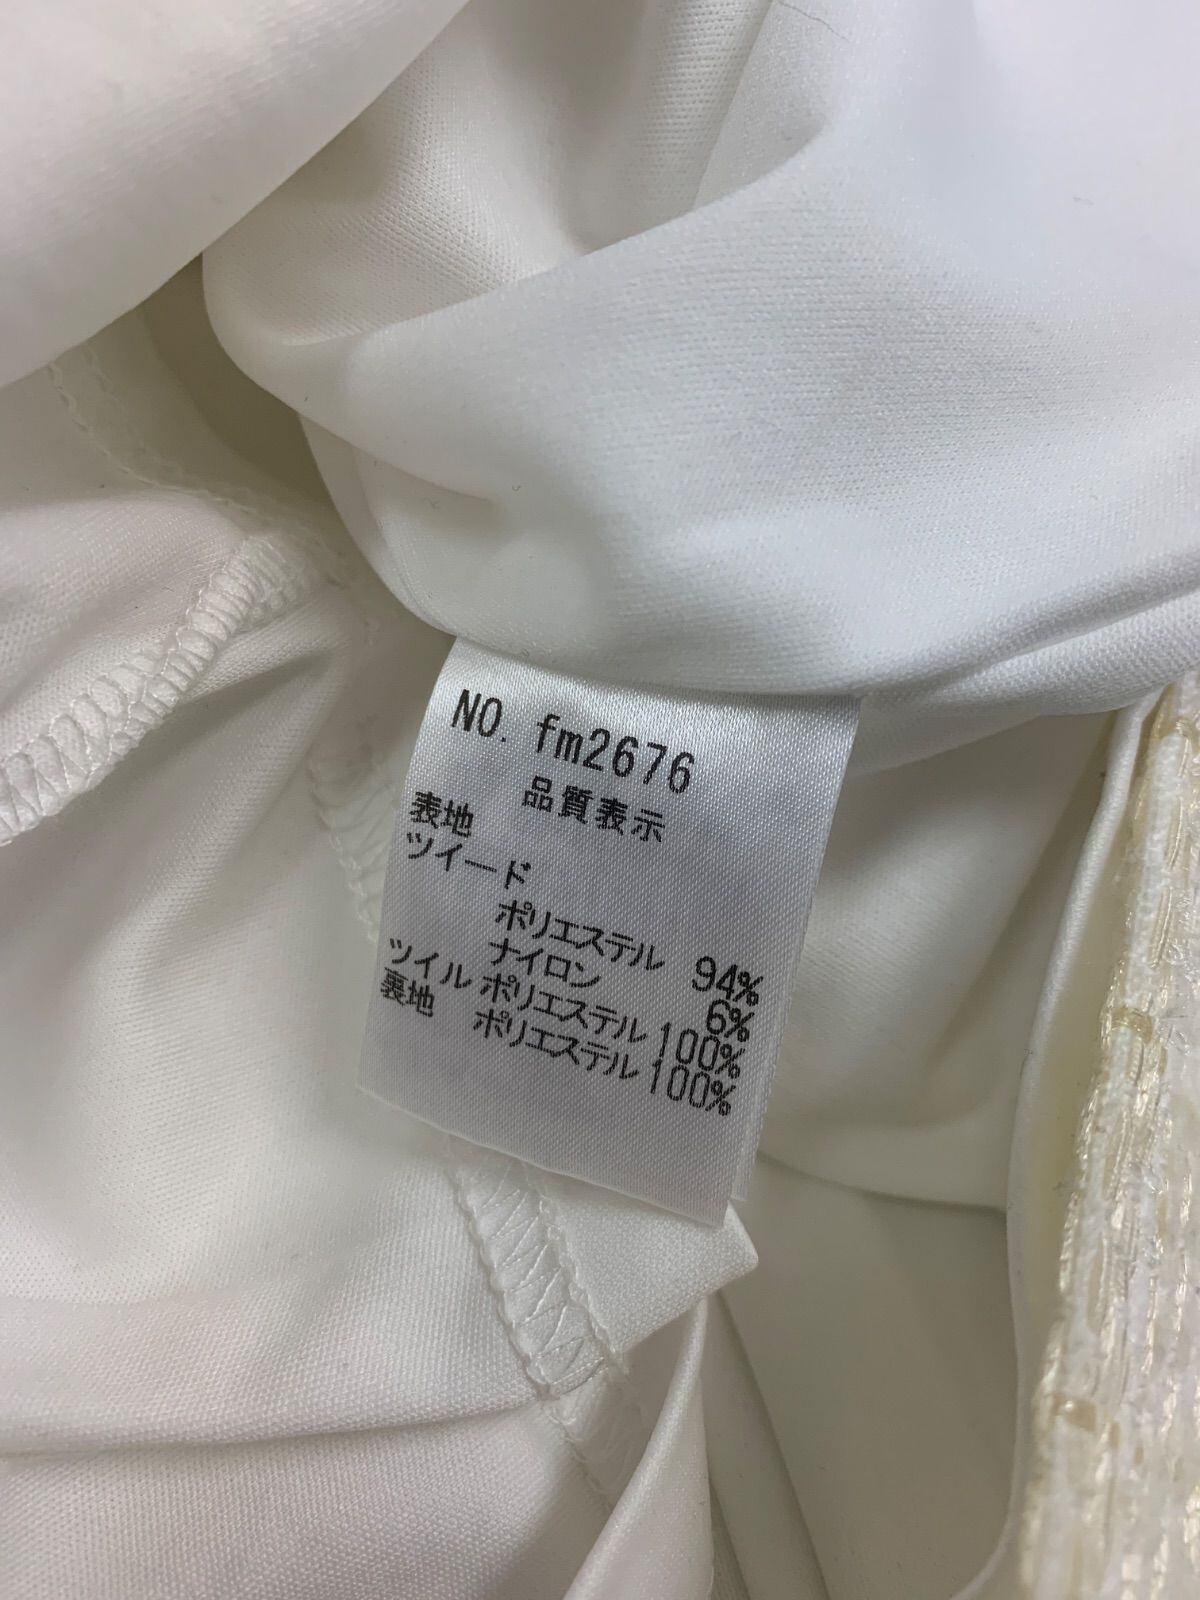 NO. fm2676
品質表示
表地
ツイード
ポリエステル 94%
ナイロン 6%
ツイル ポリエステル 100%
裏地 ポリエステル 100%